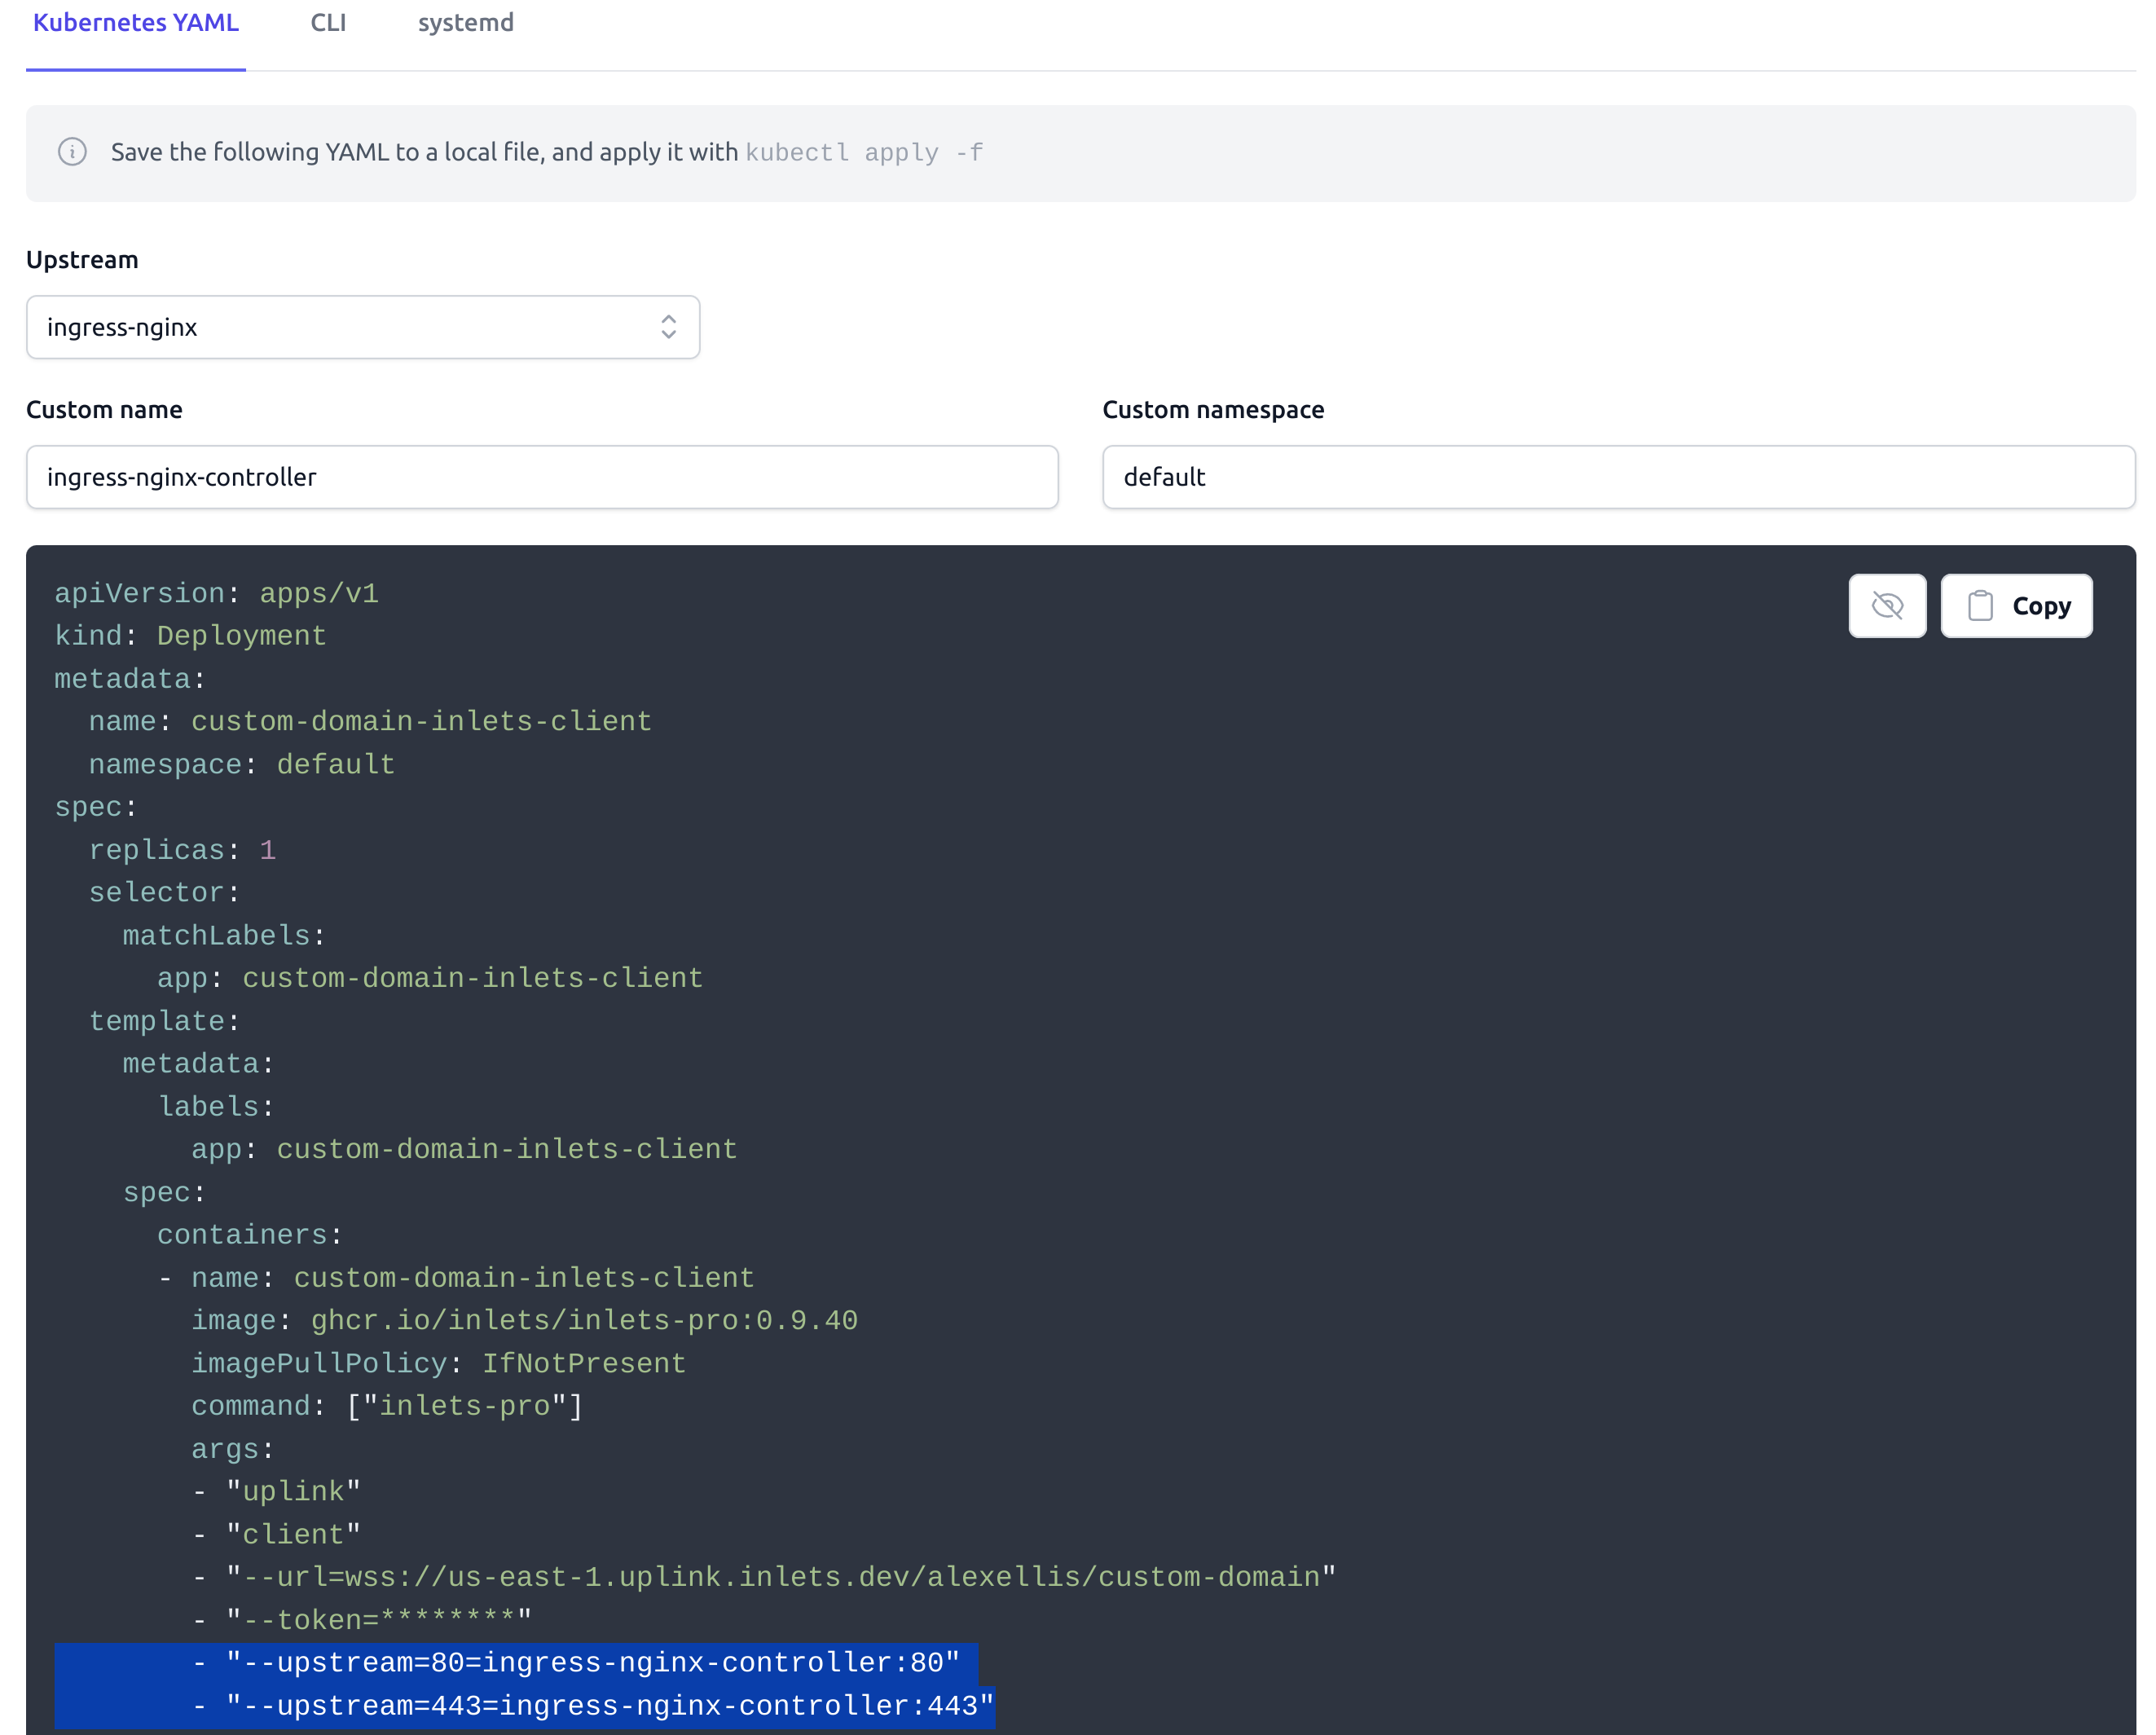 Kubernetes YAML CLI systemd
Save the following YAML to a local file, and apply it with kubectl apply -f
Upstream
ingress-nginx
Custom name Custom namespace
ingress-nginx-controller default
Copy
apiVersion: apps/v1
kind: Deployment
metadata:
  name: custom-domain-inlets-client
  namespace: default
spec:
  replicas: 1
  selector:
    matchLabels:
      app: custom-domain-inlets-client
  template:
    metadata:
      labels:
        app: custom-domain-inlets-client
    spec:
      containers:
      - name: custom-domain-inlets-client
        image: ghcr.io/inlets/inlets-pro:0.9.40
        imagePullPolicy: IfNotPresent
        command: ["inlets-pro"]
        args:
        - "uplink"
        - "client"
        - "--url=wss://us-east-1.uplink.inlets.dev/alexellis/custom-domain"
        - "--token=********"
        - "--upstream=80=ingress-nginx-controller:80"
        - "--upstream=443=ingress-nginx-controller:443"